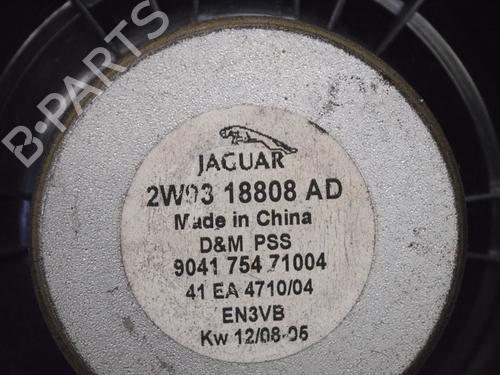 B-PARTS
JAGUAR
2W93 18808 AD
Made in China
D&M PSS
9041 754 71004
41 EA 4710/04
EN3VB
Kw 12/08-05